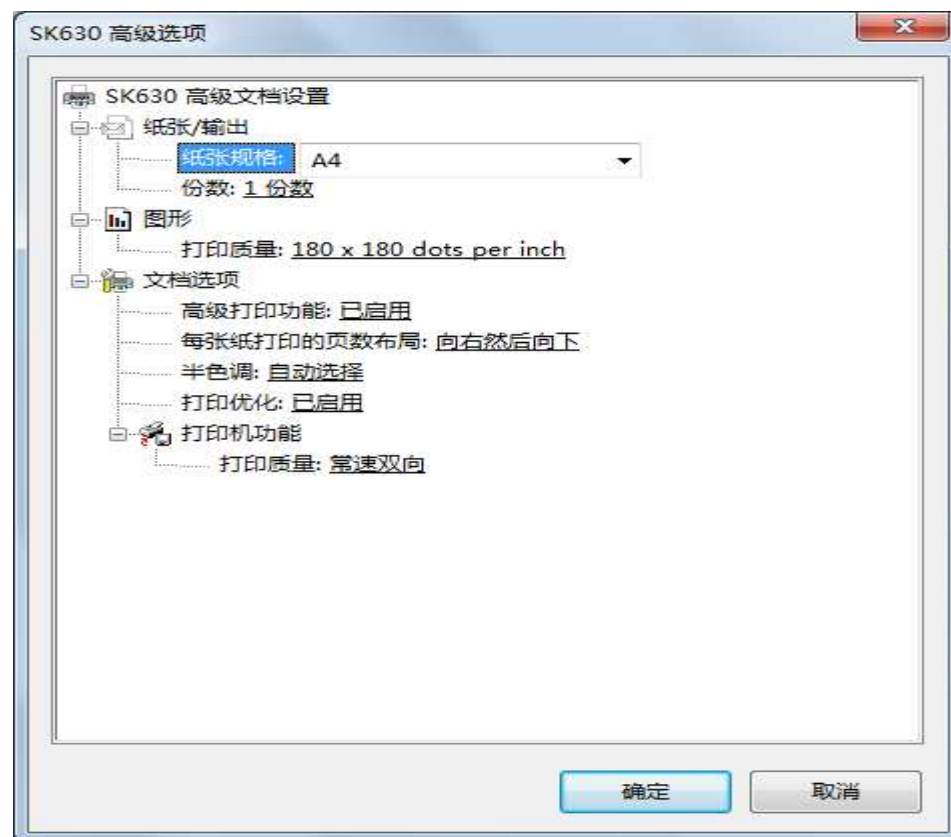 SK630 高级选项
SK630 高级文档设置
纸张/输出
纸张规格: A4
份数: 1 份数
图形
打印质量: 180 x 180 dots per inch
文档选项
高级打印功能: 已启用
每张纸打印的页数布局: 向右然后向下
半色调: 自动选择
打印优化: 已启用
打印机功能
打印质量: 常速双向
确定 取消